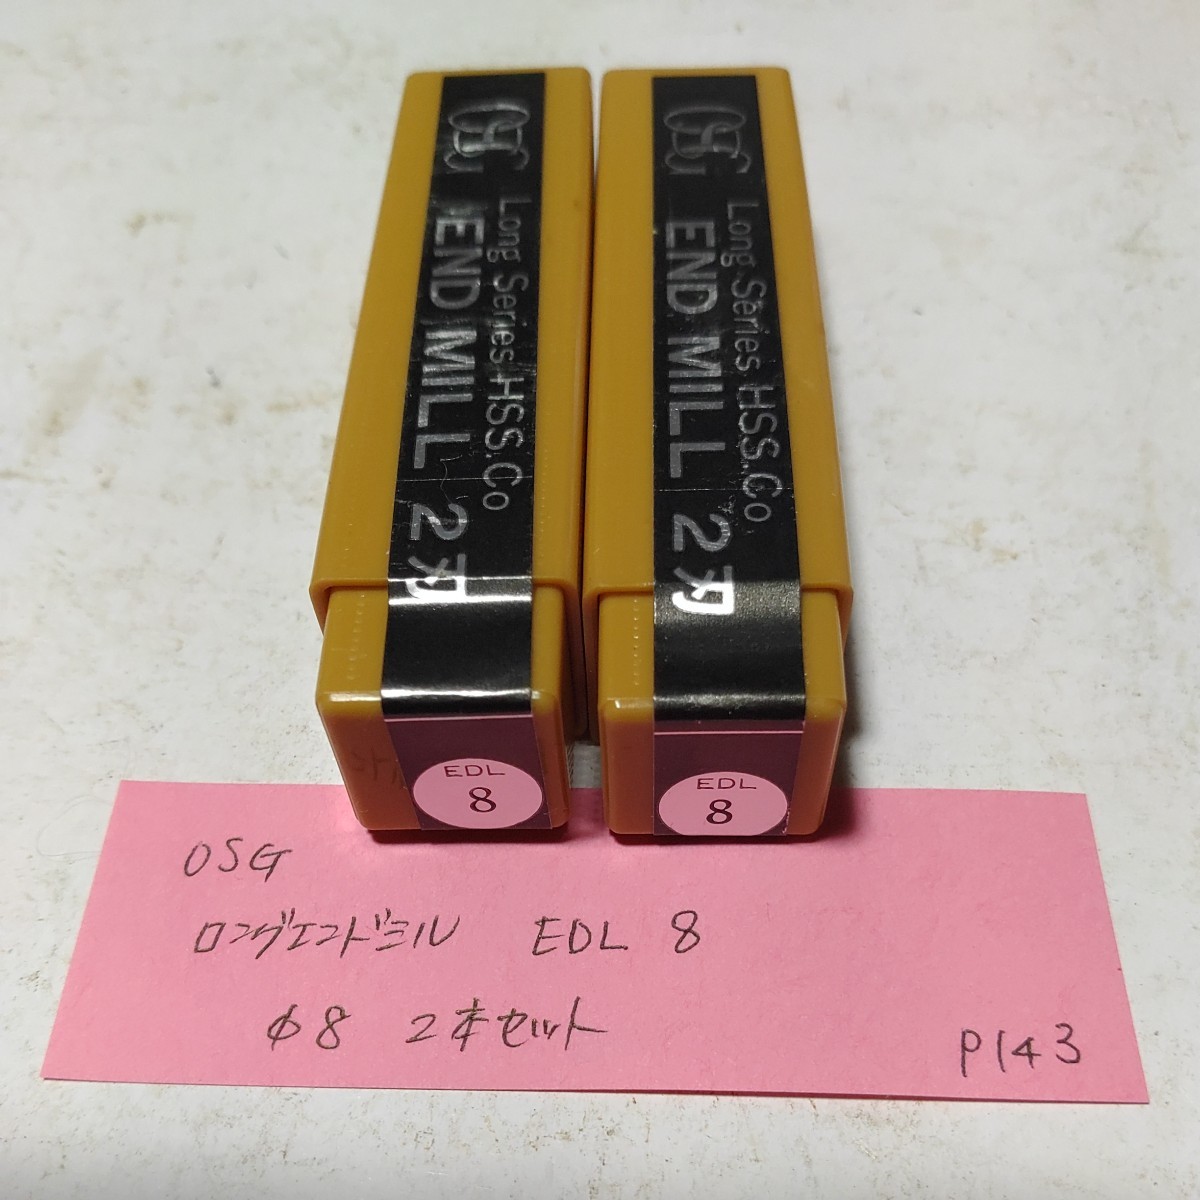 OSG
Long Series HSS.Co
END MILL 2刃
EDL
8
OSG
Long Series HSS.Co
END MILL 2刃
EDL
8
OSG
ロングエンドミル EDL 8
φ8 2本セット
P143